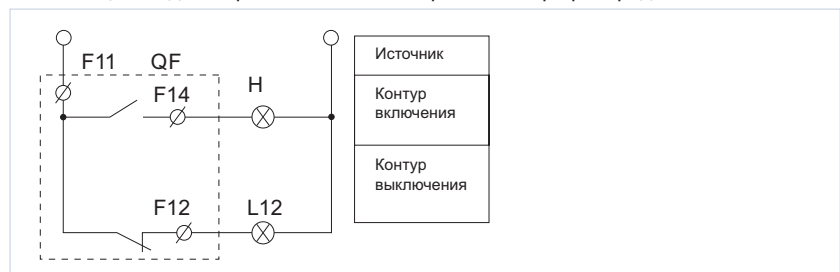 F11 QF
F14
H
F12
L12
Источник
Контур
включения
Контур
выключения